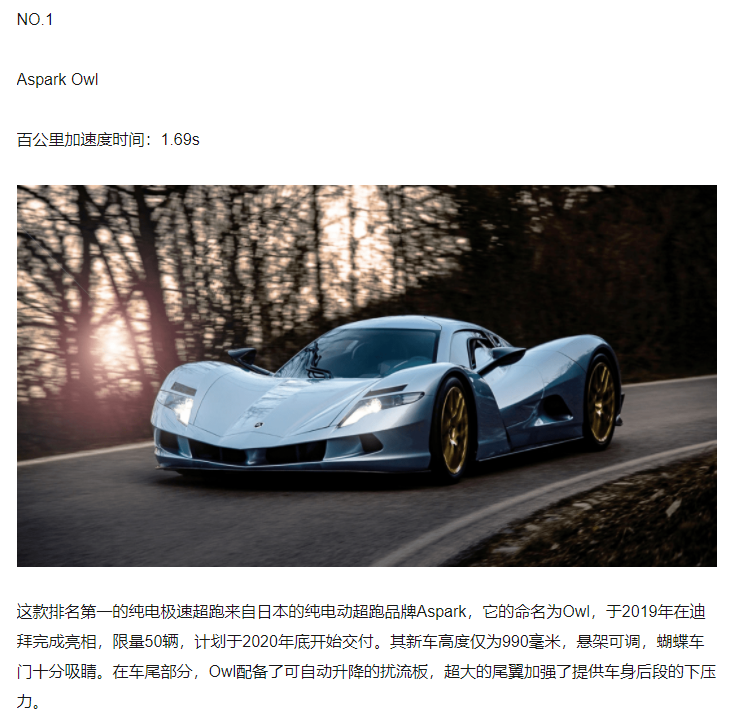 NO.1
Aspark Owl
百公里加速度时间：1.69s
这款排名第一的纯电极速超跑来自日本的纯电动超跑品牌Aspark，它的命名为Owl，于2019年在迪
拜完成亮相，限量50辆，计划于2020年底开始交付。其新车高度仅为990毫米，悬架可调，蝴蝶车
门十分吸睛。在车尾部分，Owl配备了可自动升降的扰流板，超大的尾翼加强了提供车身后段的下压
力。